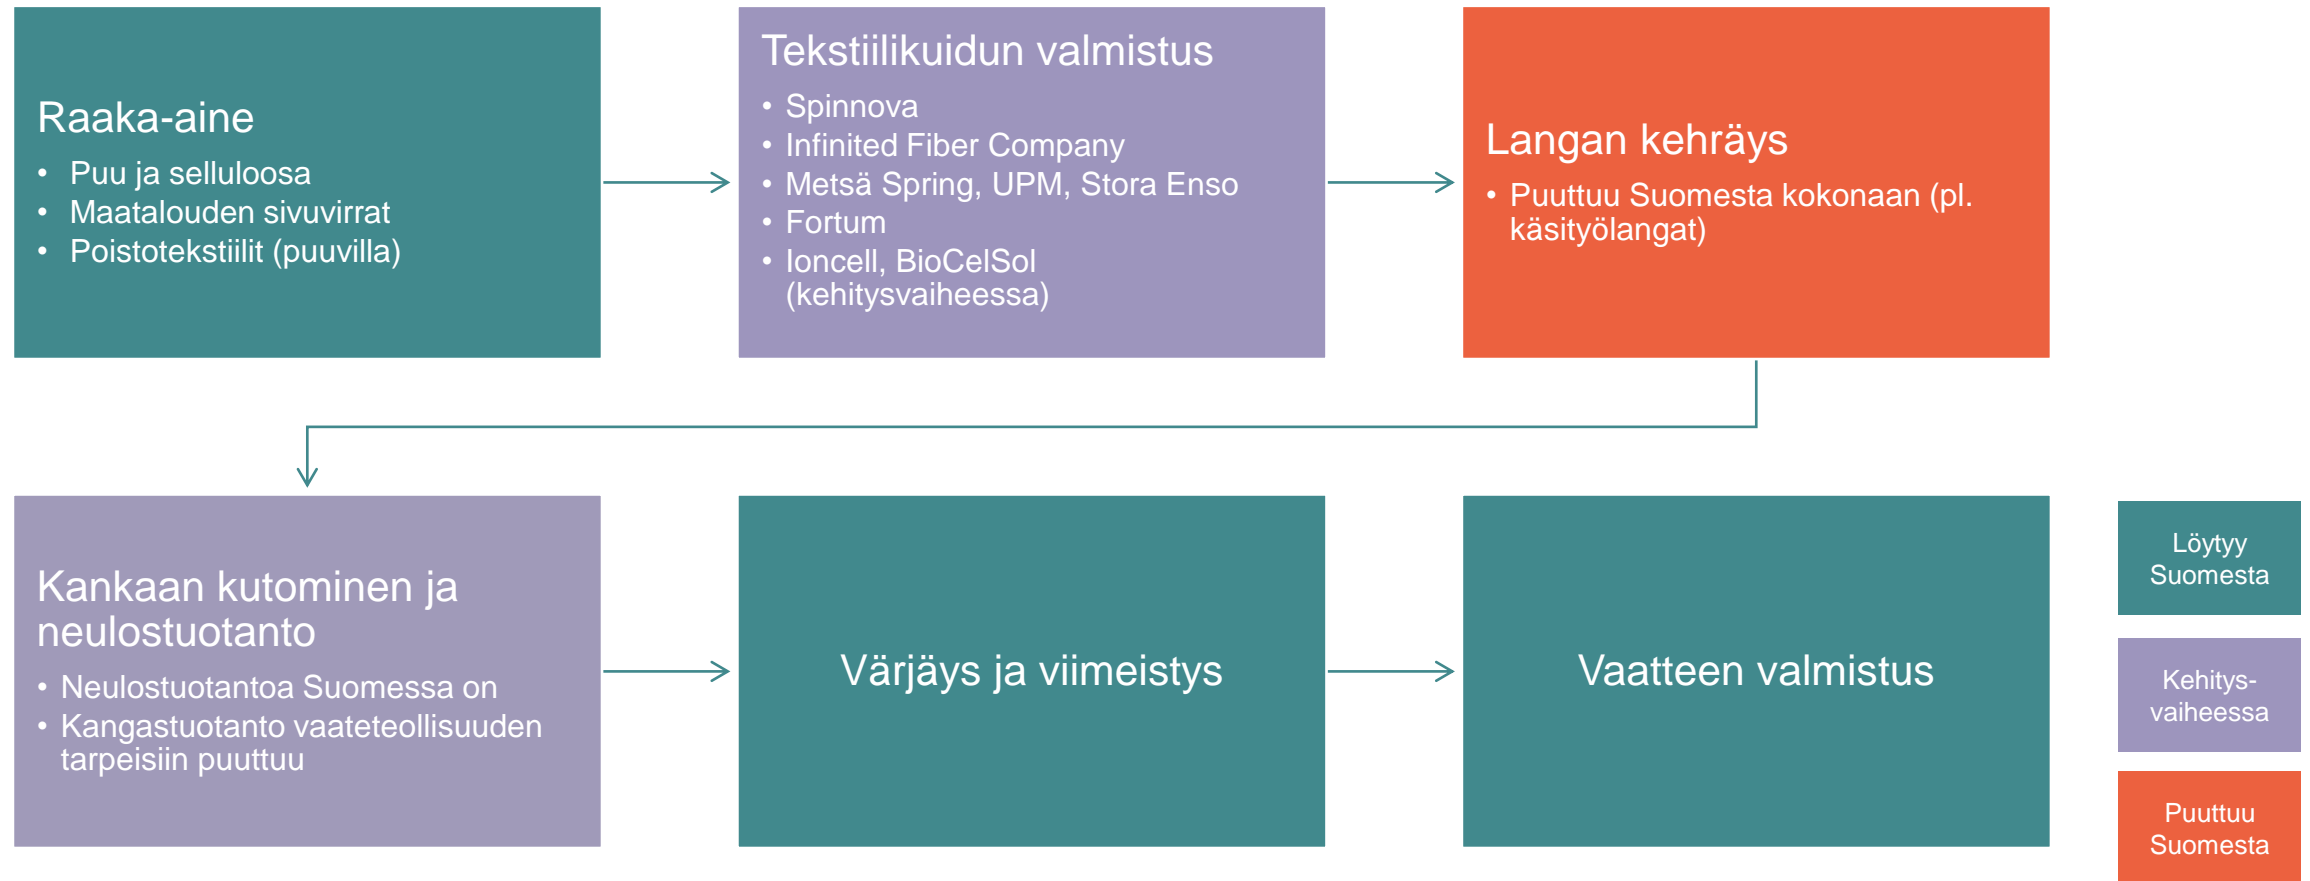 Raaka-aine
• Puu ja selluloosa
• Maatalouden sivuvirrat
• Poistotekstiilit (puuvilla)
Tekstiilikuidun valmistus
• Spinnova
• Infinited Fiber Company
• Metsä Spring, UPM, Stora Enso
• Fortum
• Ioncell, BioCelSol
(kehitysvaiheessa)
Langan kehräys
• Puuttuu Suomesta kokonaan (pl.
käsityölangat)
Kankaan kutominen ja
neulostuotanto
• Neulostuotantoa Suomessa on
• Kangastuotanto vaateteollisuuden
tarpeisiin puuttuu
Värjäys ja viimeistys
Vaatteen valmistus
Löytyy
Suomesta
Kehitys-
vaiheessa
Puuttuu
Suomesta